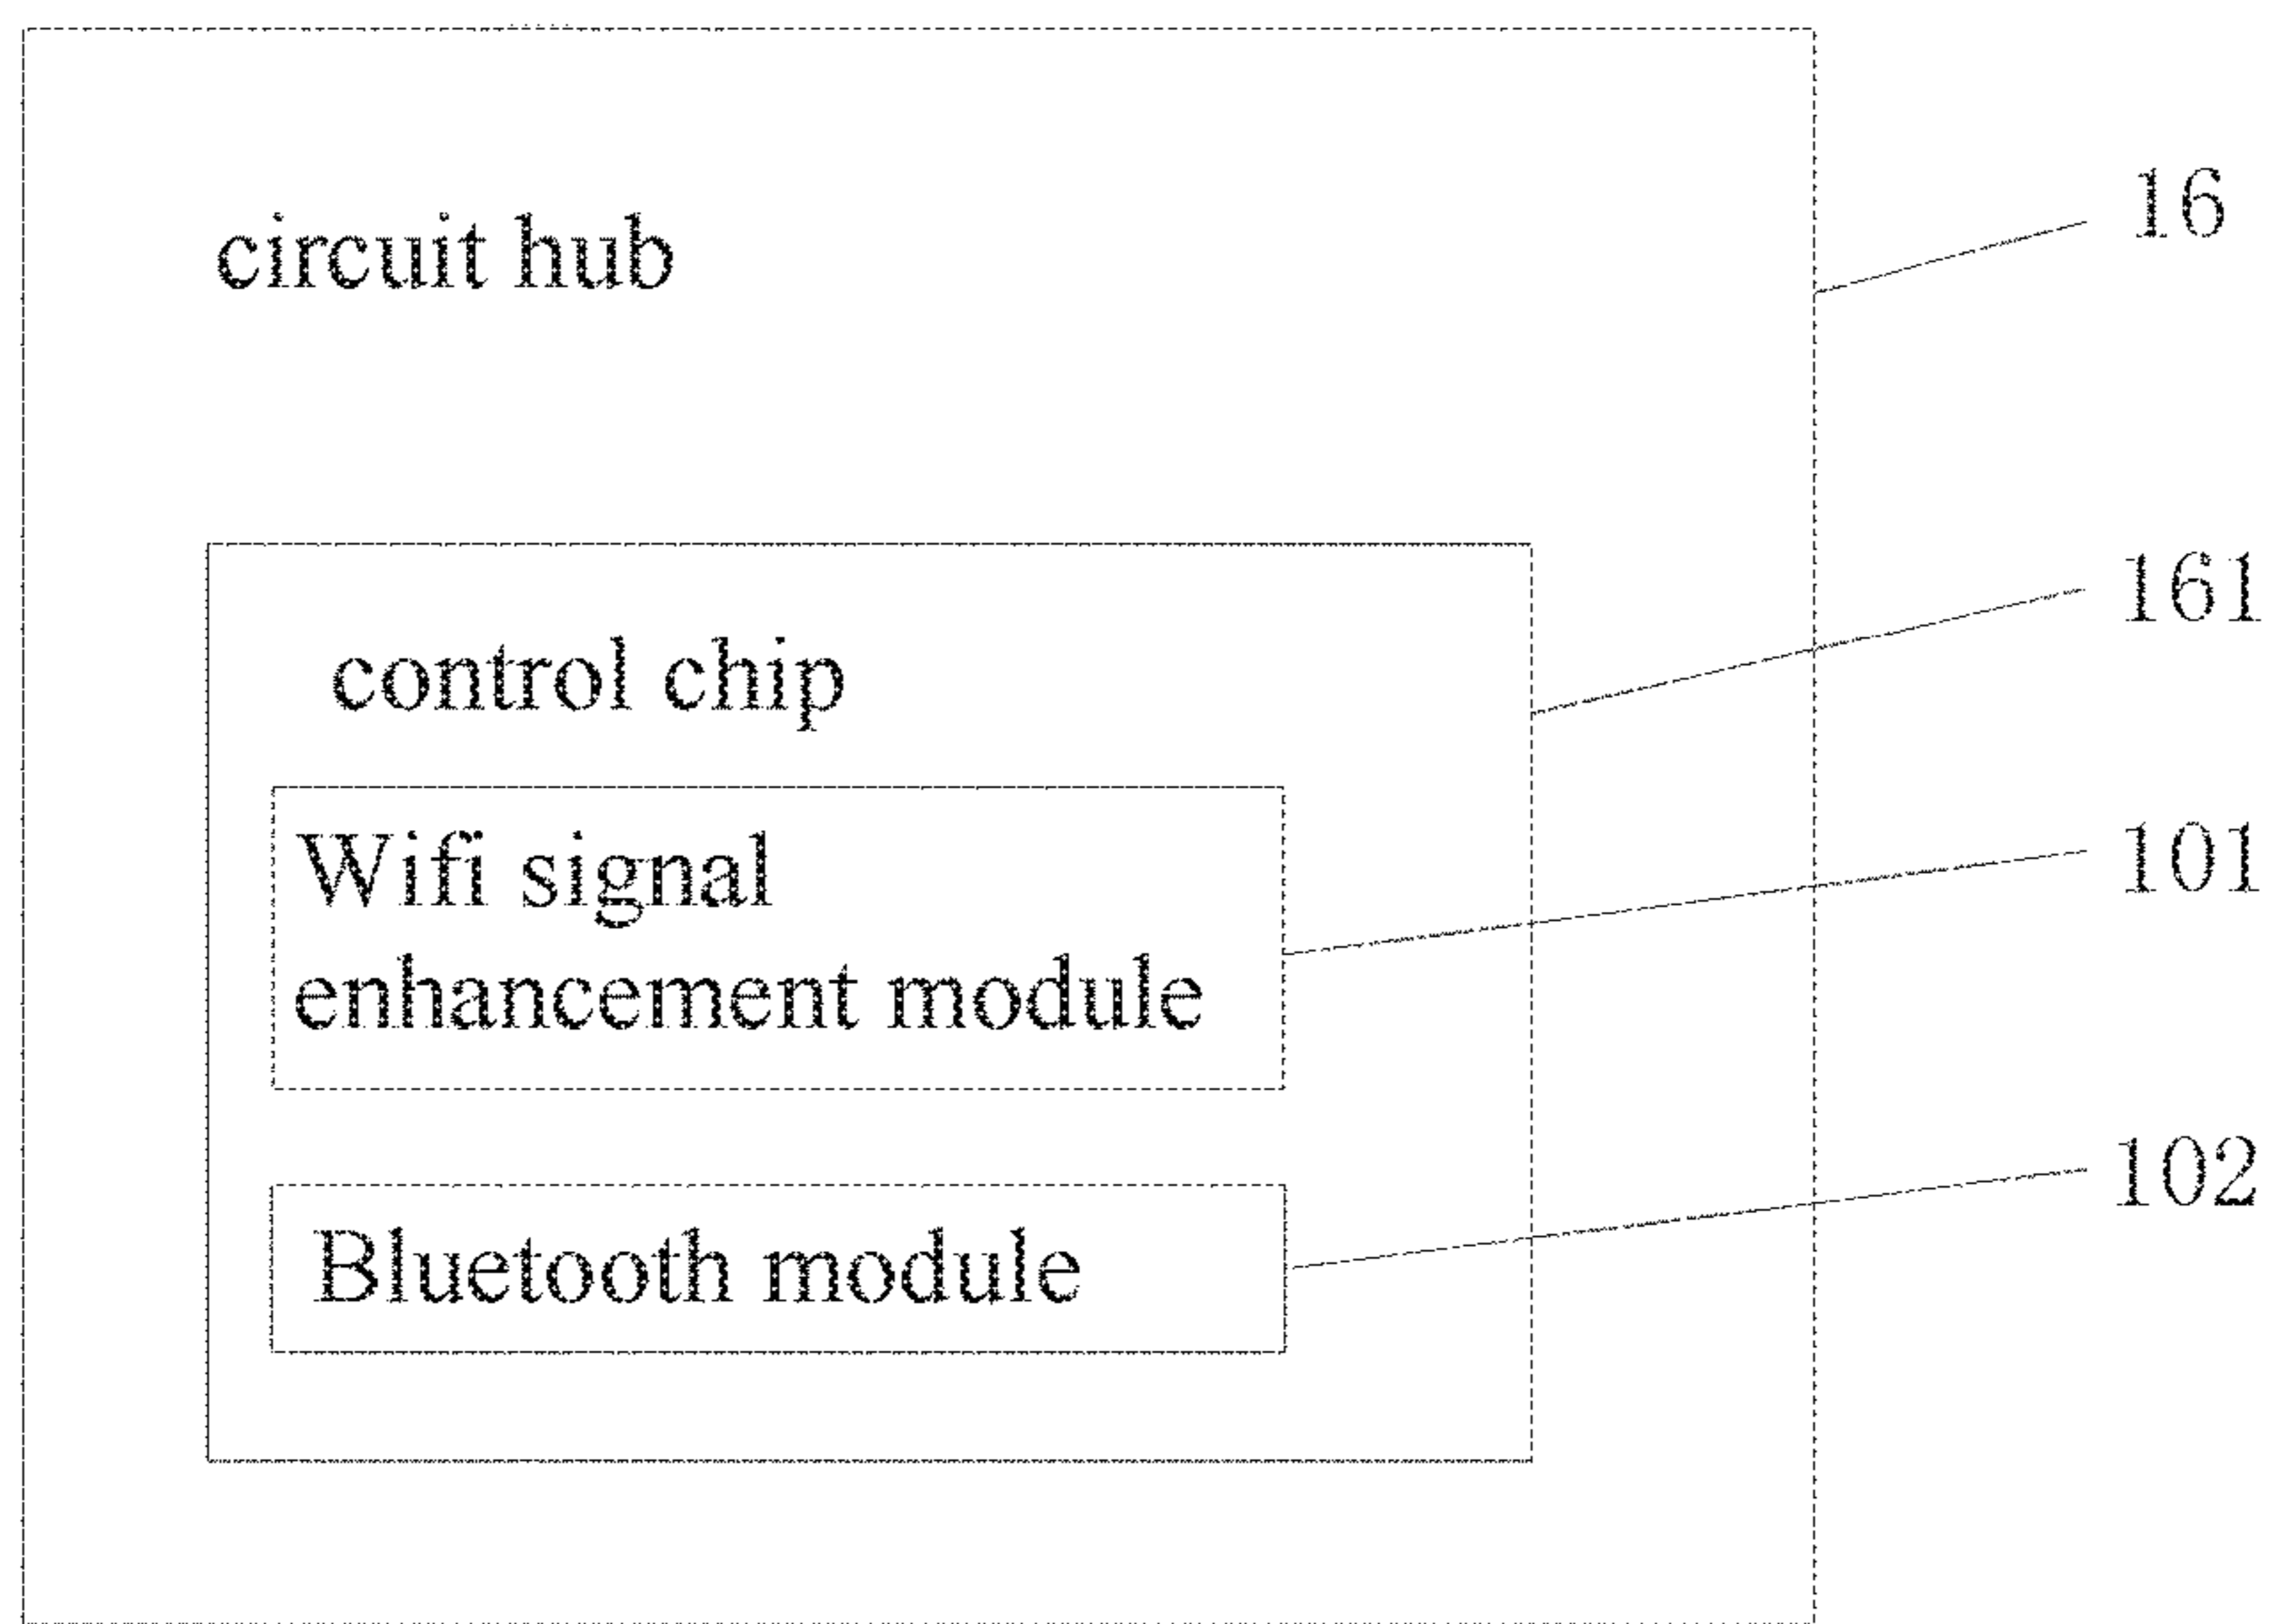 16
circuit hub
161
control chip
101
Wifi signal
enhancement module
102
Bluetooth module